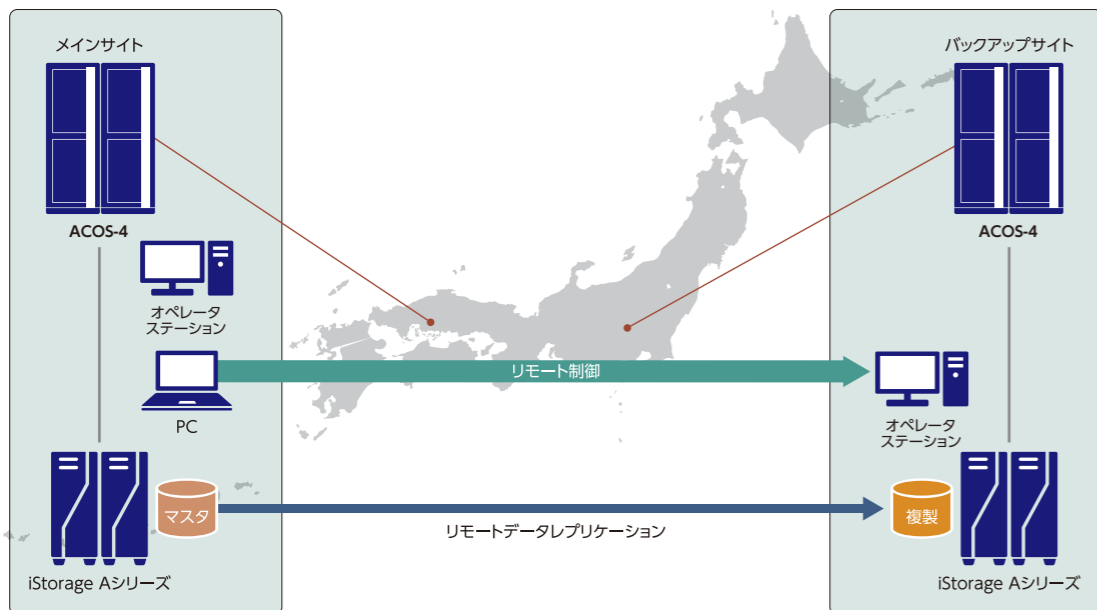 メインサイト
ACOS-4
オペレータ
ステーション
PC
マスタ
iStorage Aシリーズ
リモート制御
リモートデータレプリケーション
バックアップサイト
ACOS-4
オペレータ
ステーション
複製
iStorage Aシリーズ